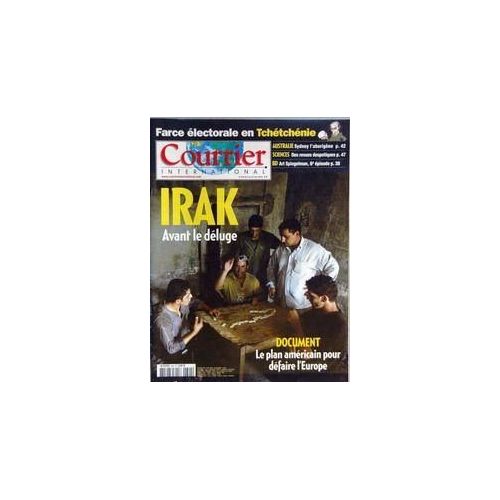 Farce électorale en Tchétchénie
AUSTRALIE Sydney l'aborigène p. 42
SCIENCES Des revues despotiques p. 47
BD Art Spiegelman, 6e épisode p. 38
Courrier
INTERNATIONAL
IRAK
Avant le déluge
DOCUMENT
Le plan américain pour
défaire l'Europe